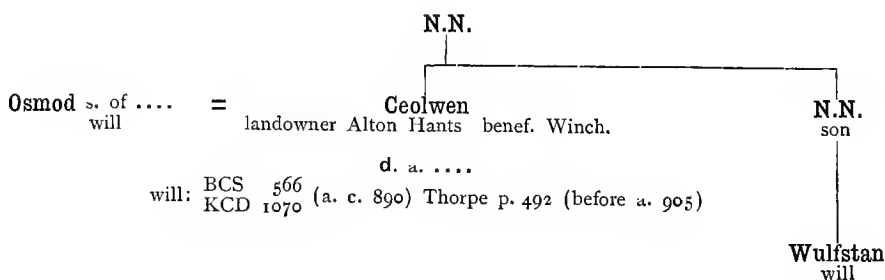 N.N.
Osmod s. of .... = Ceolwen N.N.
will landowner Alton Hants benef. Winch. son
d. a. ....
will: BCS 566 (a. c. 890) Thorpe p. 492 (before a. 905)
KCD 1070
Wulfstan
will